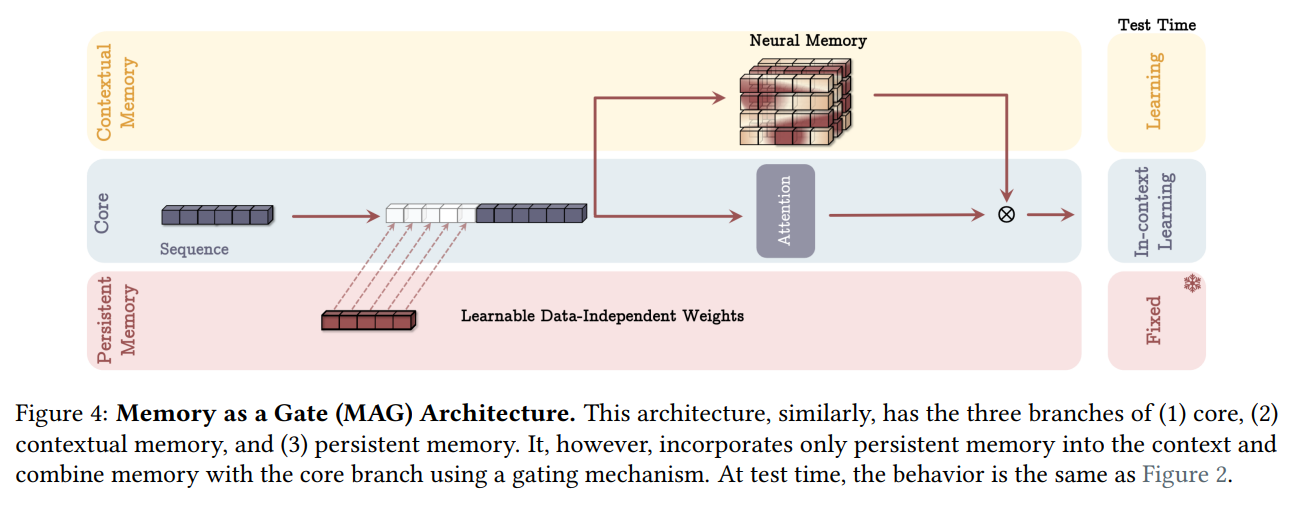 Test Time
Neural Memory
Contextual
Memory
Learning
Core
Sequence
Attention
⊗
In-context
Learning
Persistent
Memory
Learnable Data-Independent Weights
Fixed
Figure 4: Memory as a Gate (MAG) Architecture. This architecture, similarly, has the three branches of (1) core, (2)
contextual memory, and (3) persistent memory. It, however, incorporates only persistent memory into the context and
combine memory with the core branch using a gating mechanism. At test time, the behavior is the same as Figure 2.